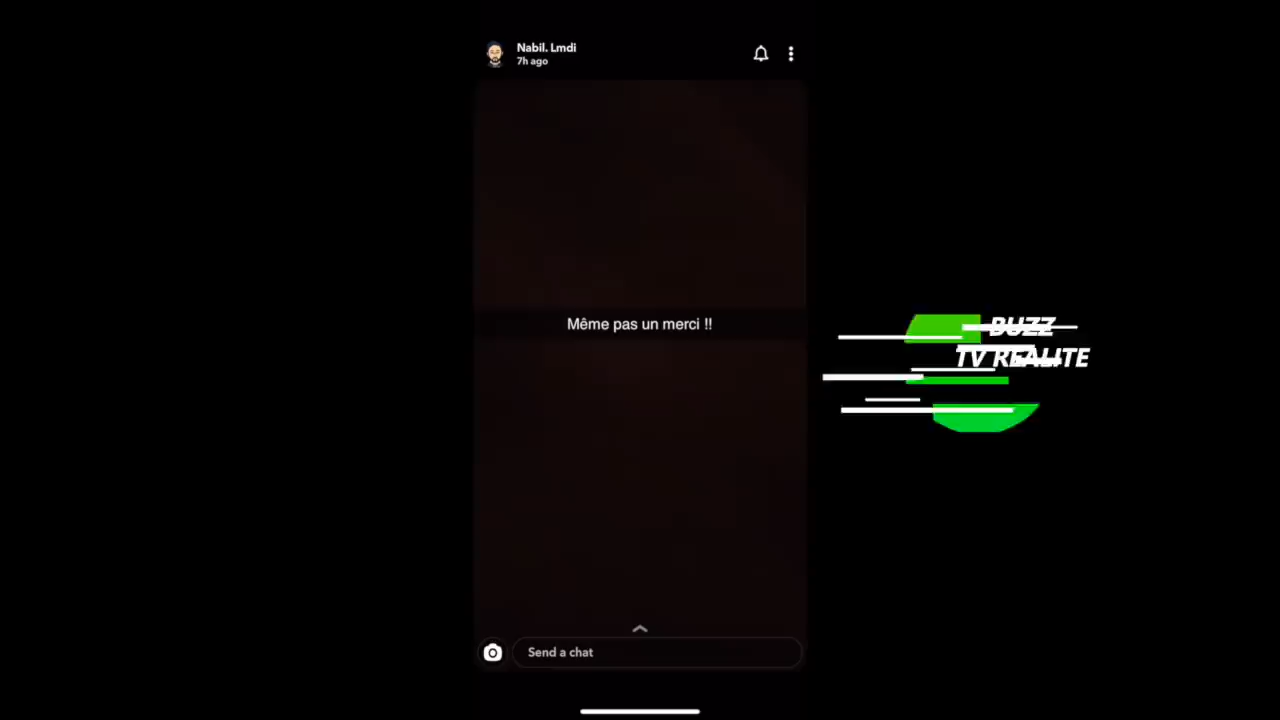 Nabil. Lmdi
7h ago
Même pas un merci !!
BUZZ
TV REALITE
Send a chat